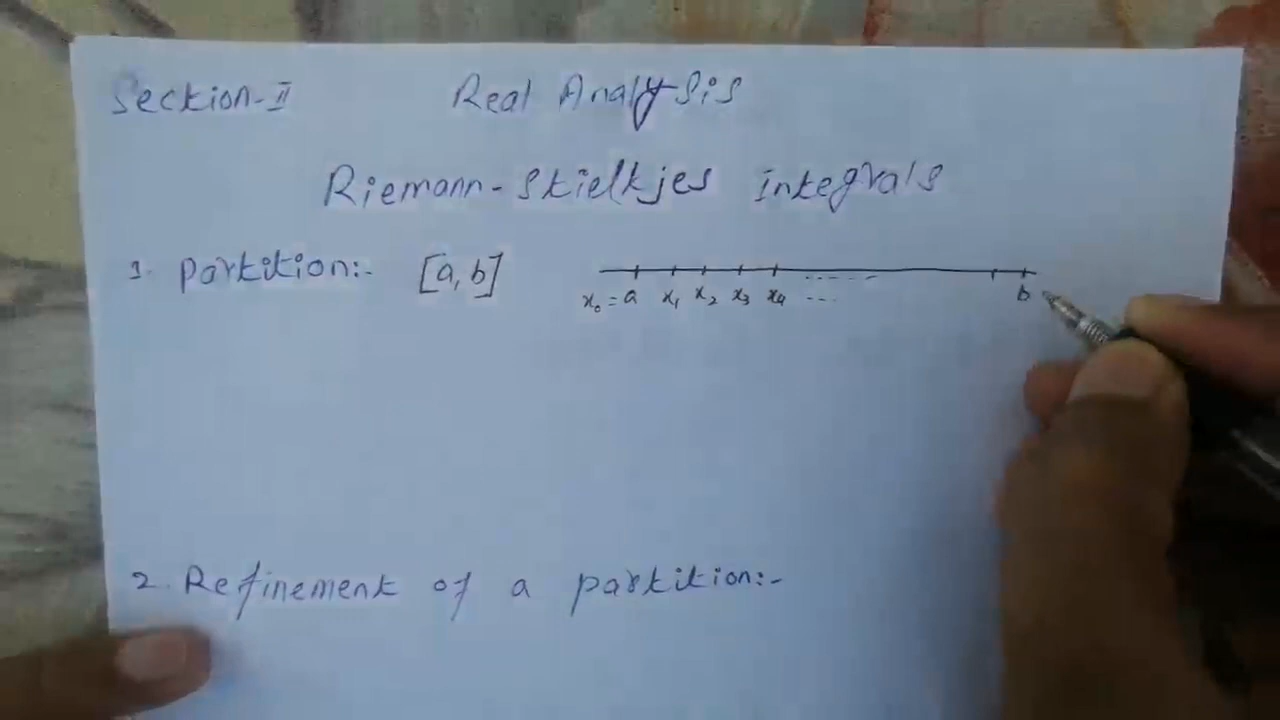 Section-II Real Analysis
Riemann-Stieltjes integrals
1. partition:- [a,b]
x₀ = a x₁ x₂ x₃ x₄ ... b
2. Refinement of a partition:-